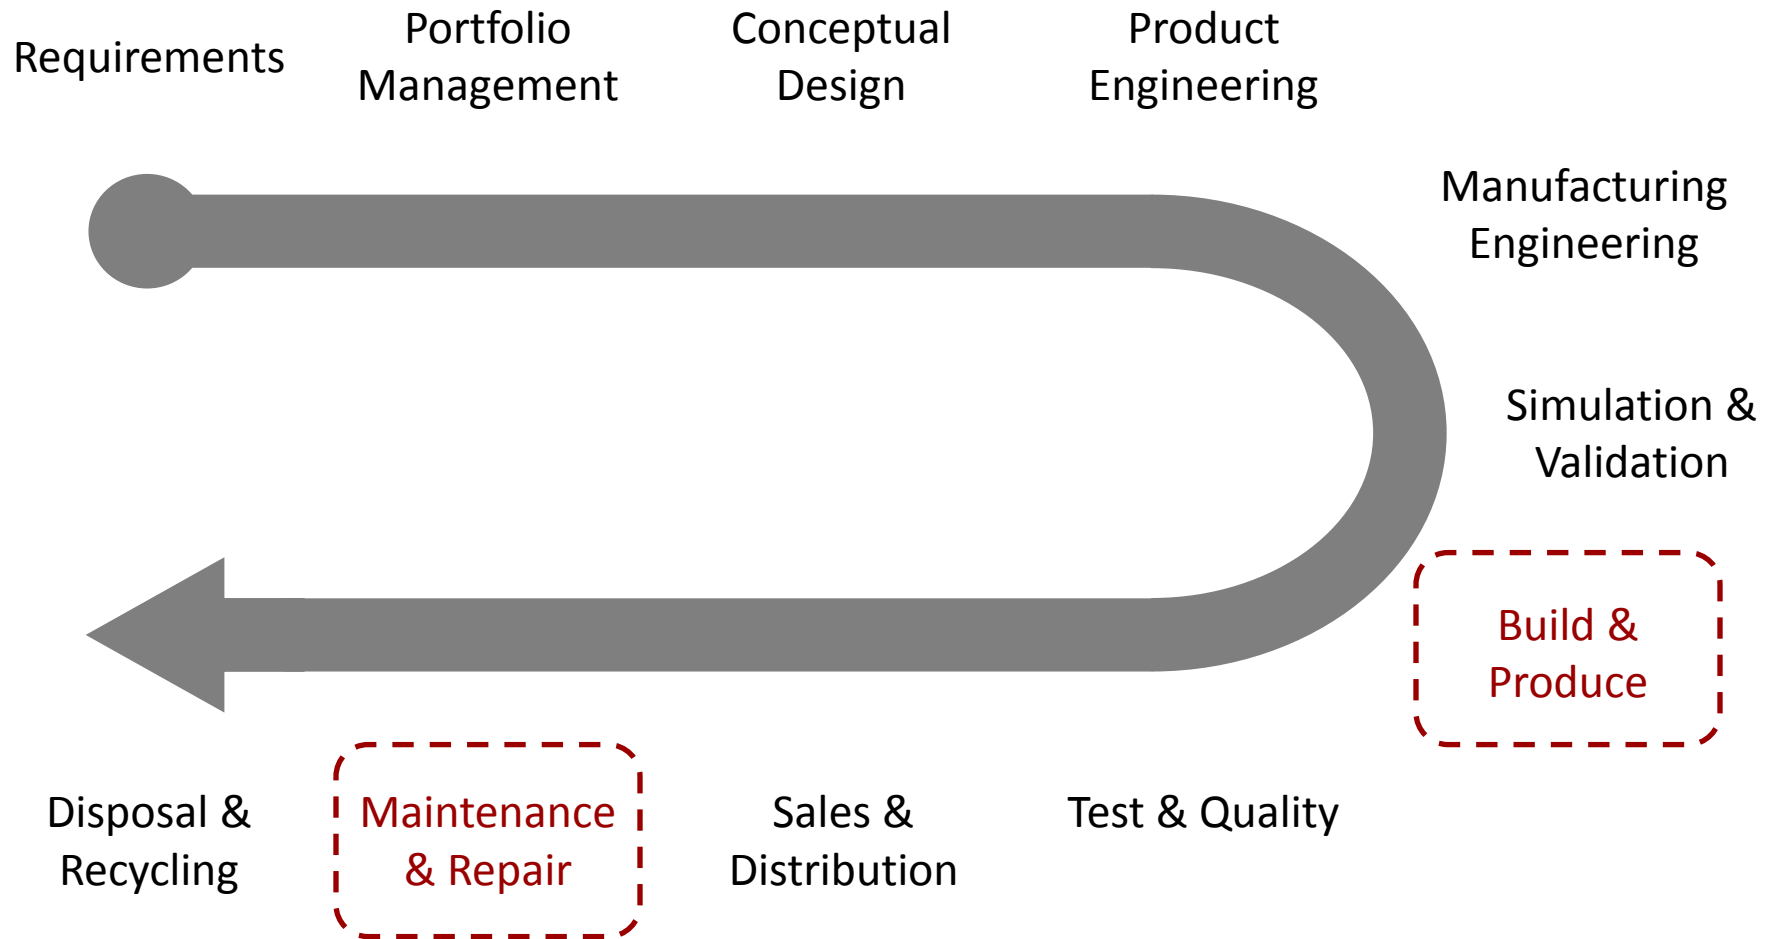 Requirements
Portfolio
Management
Conceptual
Design
Product
Engineering
Manufacturing
Engineering
Simulation &
Validation
Build &
Produce
Test & Quality
Sales &
Distribution
Maintenance
& Repair
Disposal &
Recycling